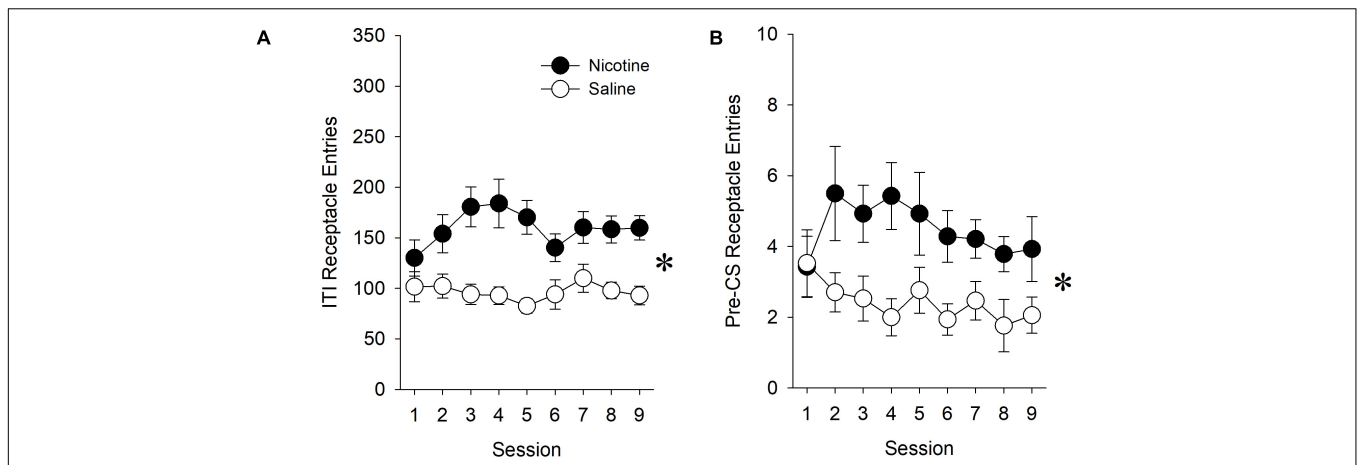 A
ITI Receptacle Entries
350
300
250
200
150
100
50
0
Nicotine
Saline
*
1 2 3 4 5 6 7 8 9
Session
B
Pre-CS Receptacle Entries
10
8
6
4
2
0
*
1 2 3 4 5 6 7 8 9
Session